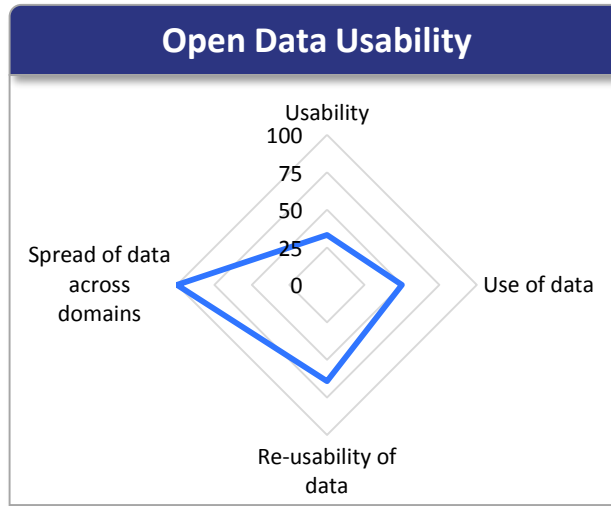 Open Data Usability
Usability
100
75
50
25
0
Spread of data
across
domains
Use of data
Re-usability of
data